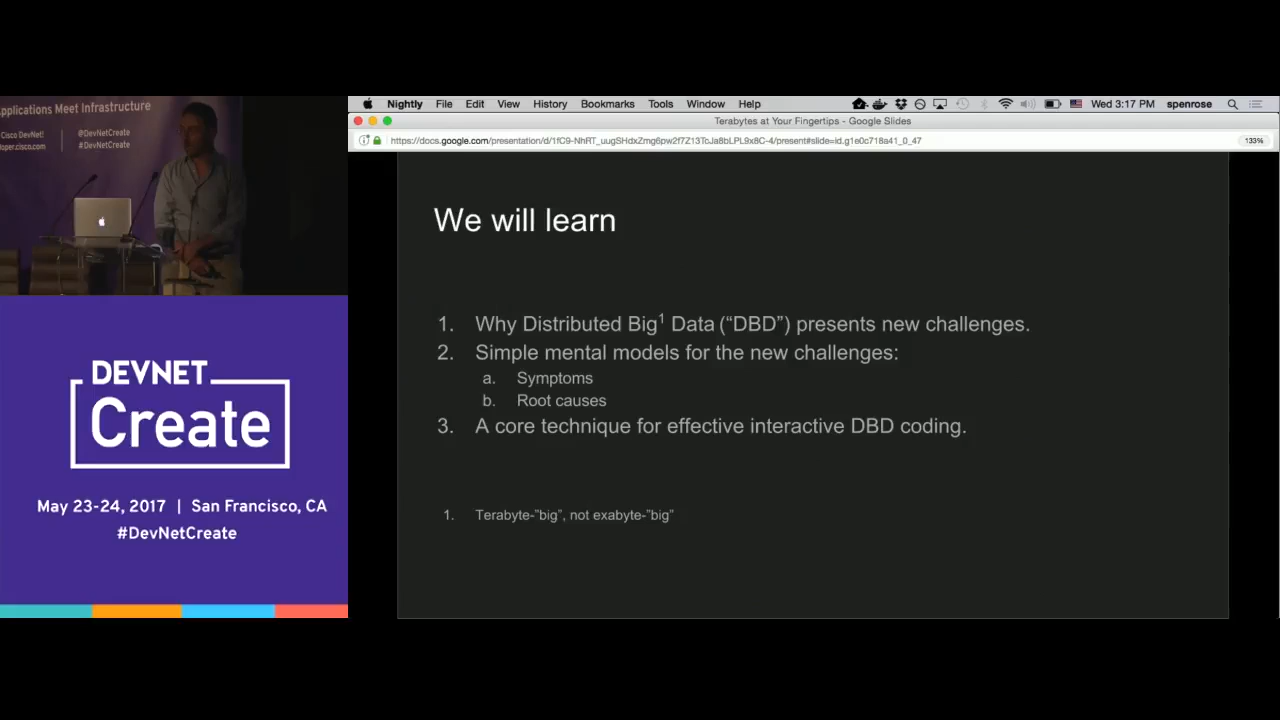 Applications Meet Infrastructure
Cisco DevNet!
loper.cisco.com
@DevNetCreate
#DevNetCreate
DEVNET
Create
May 23-24, 2017 | San Francisco, CA
#DevNetCreate
Nightly File Edit View History Bookmarks Tools Window Help Wed 3:17 PM spenrose
Terabytes at Your Fingertips - Google Slides
https://docs.google.com/presentation/d/1fC9-NhRT_uugSHdxZmg6pw2f7Z13ToJa8bLPL9x8C-4/present#slide=id.g1e0c718a41_0_47 133%
We will learn
1. Why Distributed Big1 Data (“DBD”) presents new challenges.
2. Simple mental models for the new challenges:
a. Symptoms
b. Root causes
3. A core technique for effective interactive DBD coding.
1. Terabyte-”big”, not exabyte-”big”